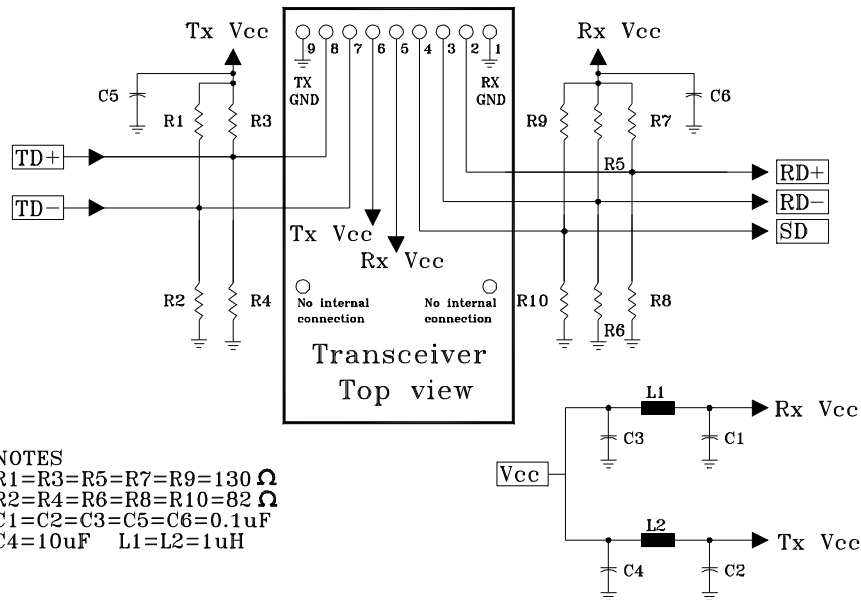 Tx Vcc
Rx Vcc
9 8 7 6 5 4 3 2 1
TX
GND
RX
GND
C5
R1
R3
R9
R7
C6
TD+
R5
RD+
TD-
RD-
SD
Tx Vcc
Rx Vcc
R2
R4
No internal
connection
No internal
connection
R10
R8
R6
Transceiver
Top view
L1
Rx Vcc
C3
C1
Vcc
L2
Tx Vcc
C4
C2
NOTES
R1=R3=R5=R7=R9=130 Ω
R2=R4=R6=R8=R10=82 Ω
C1=C2=C3=C5=C6=0.1uF
C4=10uF L1=L2=1uH